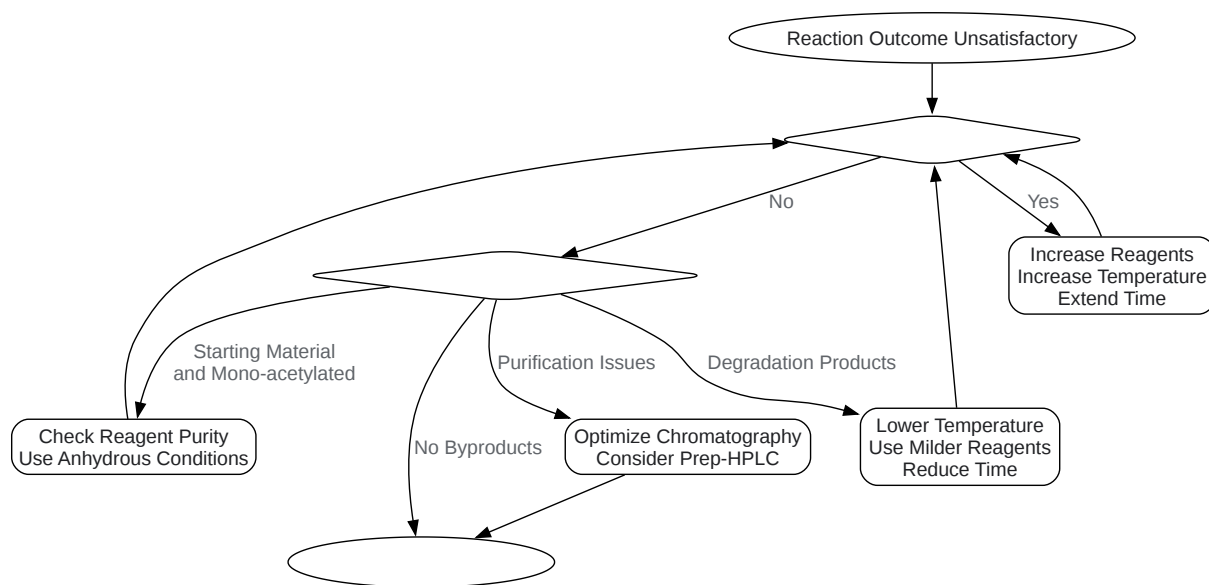 Reaction Outcome Unsatisfactory
No
Yes
Increase Reagents
Increase Temperature
Extend Time
Starting Material
and Mono-acetylated
Purification Issues
Degradation Products
Check Reagent Purity
Use Anhydrous Conditions
No Byproducts
Optimize Chromatography
Consider Prep-HPLC
Lower Temperature
Use Milder Reagents
Reduce Time